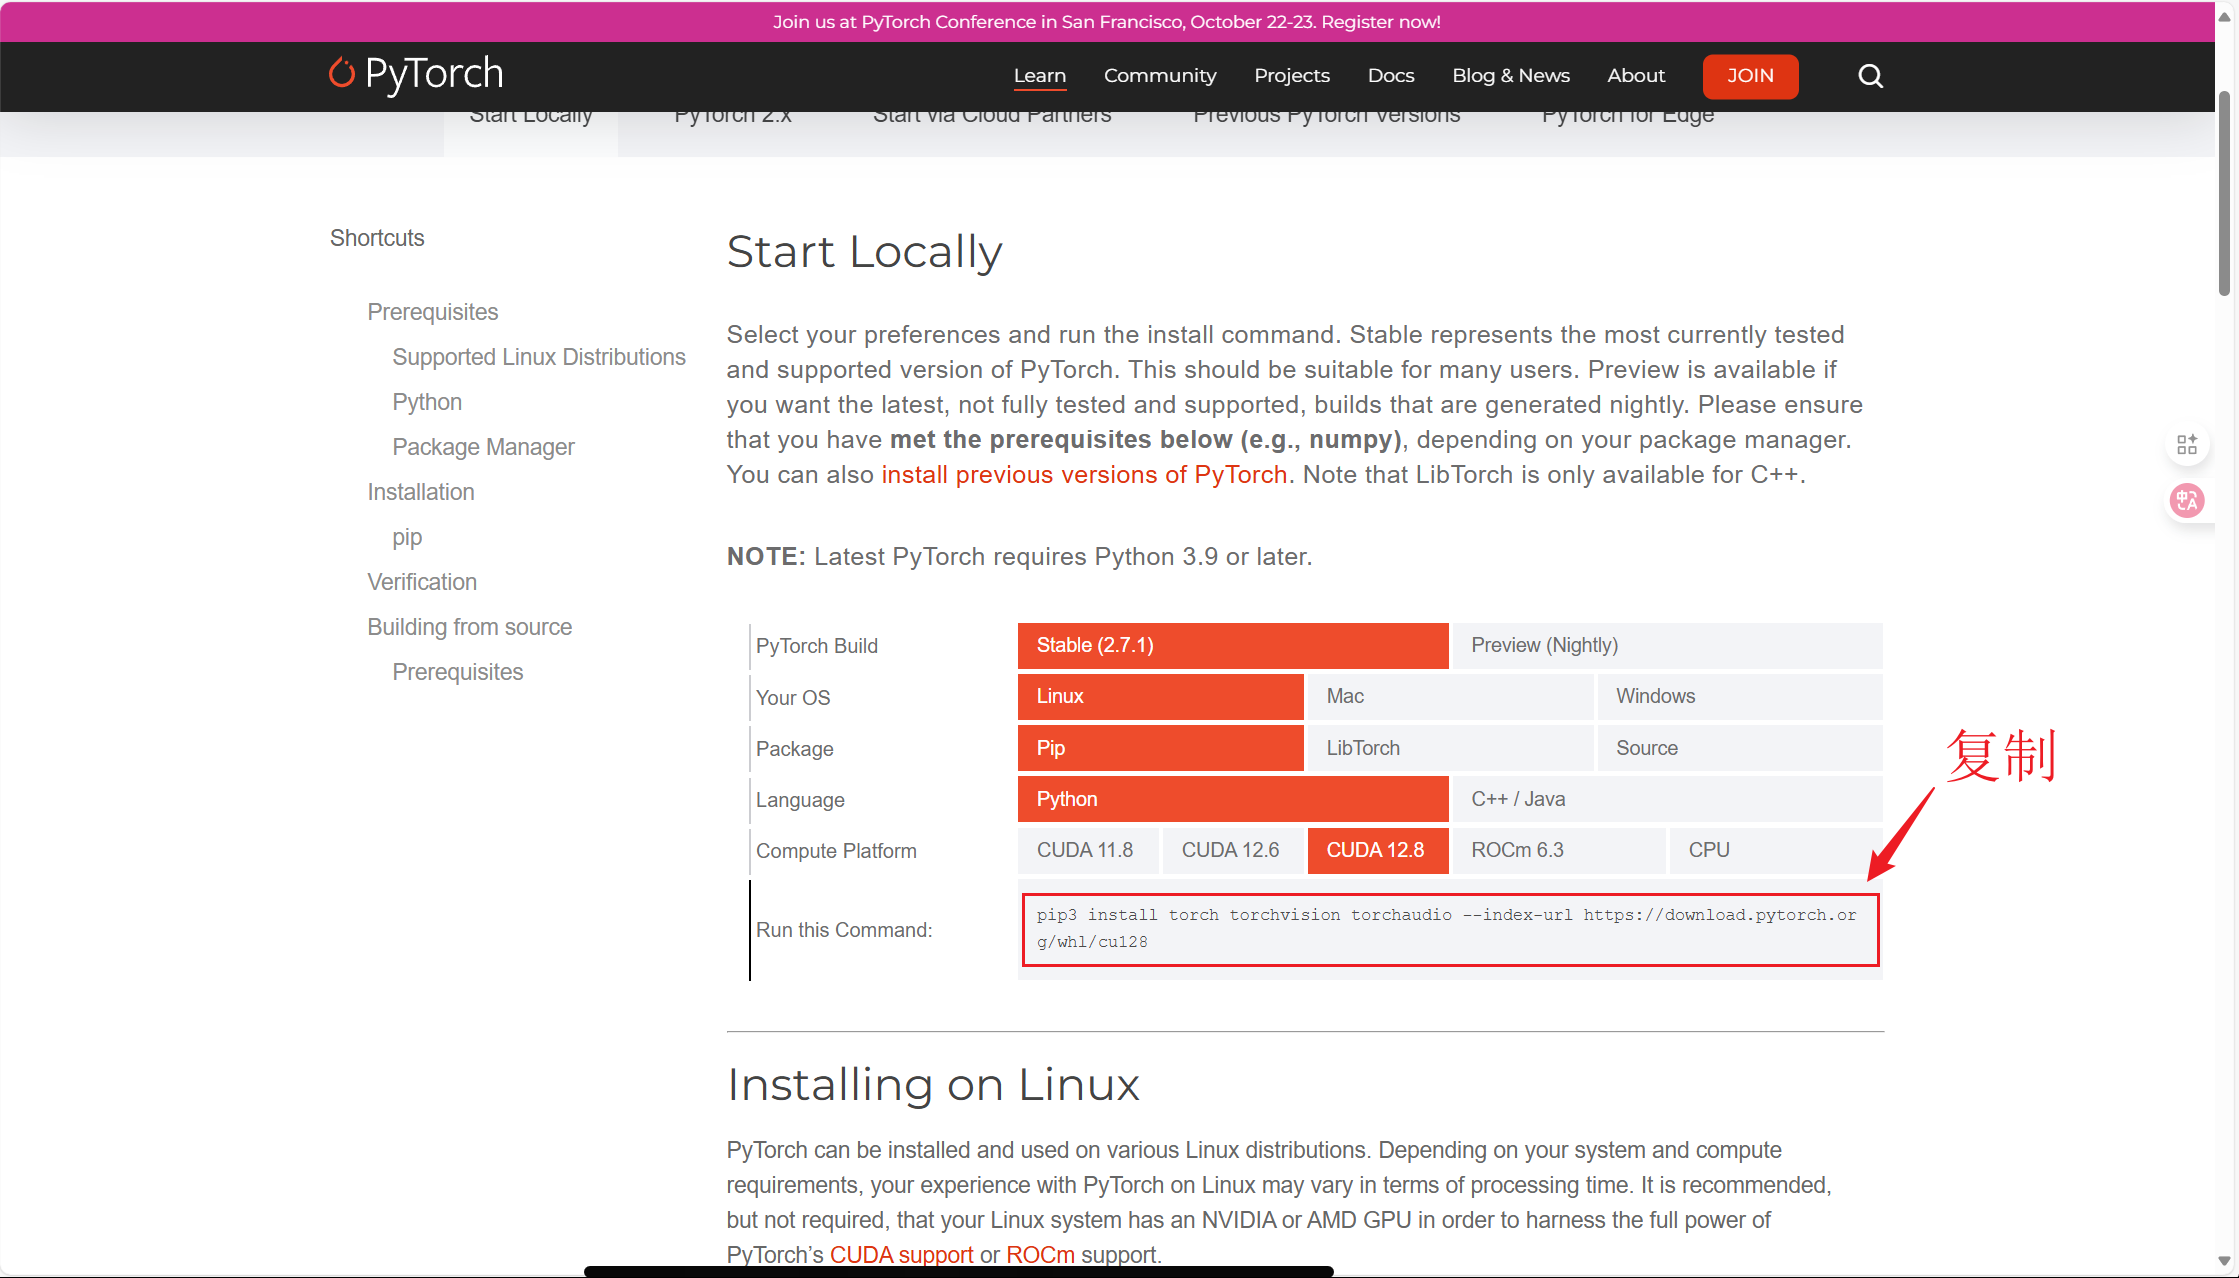 Join us at PyTorch Conference in San Francisco, October 22-23. Register now!
PyTorch
Learn
Community
Projects
Docs
Blog & News
About
JOIN
Start Locally
PyTorch 2.x
Start via Cloud Partners
Previous PyTorch Versions
PyTorch for Edge
Shortcuts
Prerequisites
Supported Linux Distributions
Python
Package Manager
Installation
pip
Verification
Building from source
Prerequisites
Start Locally
Select your preferences and run the install command. Stable represents the most currently tested
and supported version of PyTorch. This should be suitable for many users. Preview is available if
you want the latest, not fully tested and supported, builds that are generated nightly. Please ensure
that you have met the prerequisites below (e.g., numpy), depending on your package manager.
You can also install previous versions of PyTorch. Note that LibTorch is only available for C++.
NOTE: Latest PyTorch requires Python 3.9 or later.
PyTorch Build
Stable (2.7.1)
Preview (Nightly)
Your OS
Linux
Mac
Windows
Package
Pip
LibTorch
Source
Language
Python
C++ / Java
Compute Platform
CUDA 11.8
CUDA 12.6
CUDA 12.8
ROCm 6.3
CPU
Run this Command:
pip3 install torch torchvision torchaudio --index-url https://download.pytorch.or
g/whl/cu128
复制
Installing on Linux
PyTorch can be installed and used on various Linux distributions. Depending on your system and compute
requirements, your experience with PyTorch on Linux may vary in terms of processing time. It is recommended,
but not required, that your Linux system has an NVIDIA or AMD GPU in order to harness the full power of
PyTorch's CUDA support or ROCm support.
中A